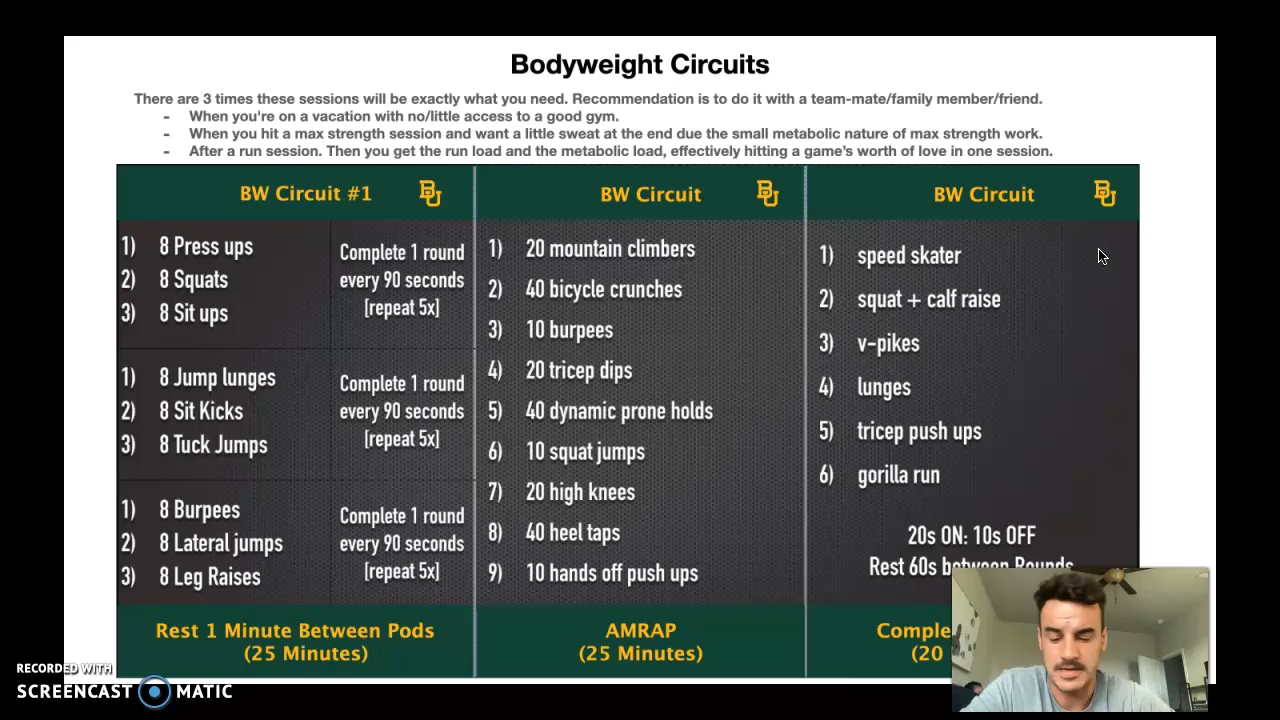 Bodyweight Circuits
There are 3 times these sessions will be exactly what you need. Recommendation is to do it with a team-mate/family member/friend.
- When you're on a vacation with no/little access to a good gym.
- When you hit a max strength session and want a little sweat at the end due the small metabolic nature of max strength work.
- After a run session. Then you get the run load and the metabolic load, effectively hitting a game's worth of love in one session.
BW Circuit #1 BU
1) 8 Press ups
2) 8 Squats
3) 8 Sit ups
Complete 1 round
every 90 seconds
[repeat 5x]
1) 8 Jump lunges
2) 8 Sit Kicks
3) 8 Tuck Jumps
Complete 1 round
every 90 seconds
[repeat 5x]
1) 8 Burpees
2) 8 Lateral jumps
3) 8 Leg Raises
Complete 1 round
every 90 seconds
[repeat 5x]
Rest 1 Minute Between Pods
(25 Minutes)
BW Circuit BU
1) 20 mountain climbers
2) 40 bicycle crunches
3) 10 burpees
4) 20 tricep dips
5) 40 dynamic prone holds
6) 10 squat jumps
7) 20 high knees
8) 40 heel taps
9) 10 hands off push ups
AMRAP
(25 Minutes)
BW Circuit BU
1) speed skater
2) squat + calf raise
3) v-pikes
4) lunges
5) tricep push ups
6) gorilla run
20s ON: 10s OFF
Rest 60s between Rounds
(20
RECORDED WITH
SCREENCAST MATIC